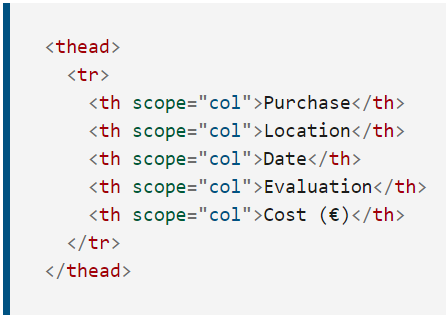 <thead>
  <tr>
    <th scope="col">Purchase</th>
    <th scope="col">Location</th>
    <th scope="col">Date</th>
    <th scope="col">Evaluation</th>
    <th scope="col">Cost (€)</th>
  </tr>
</thead>